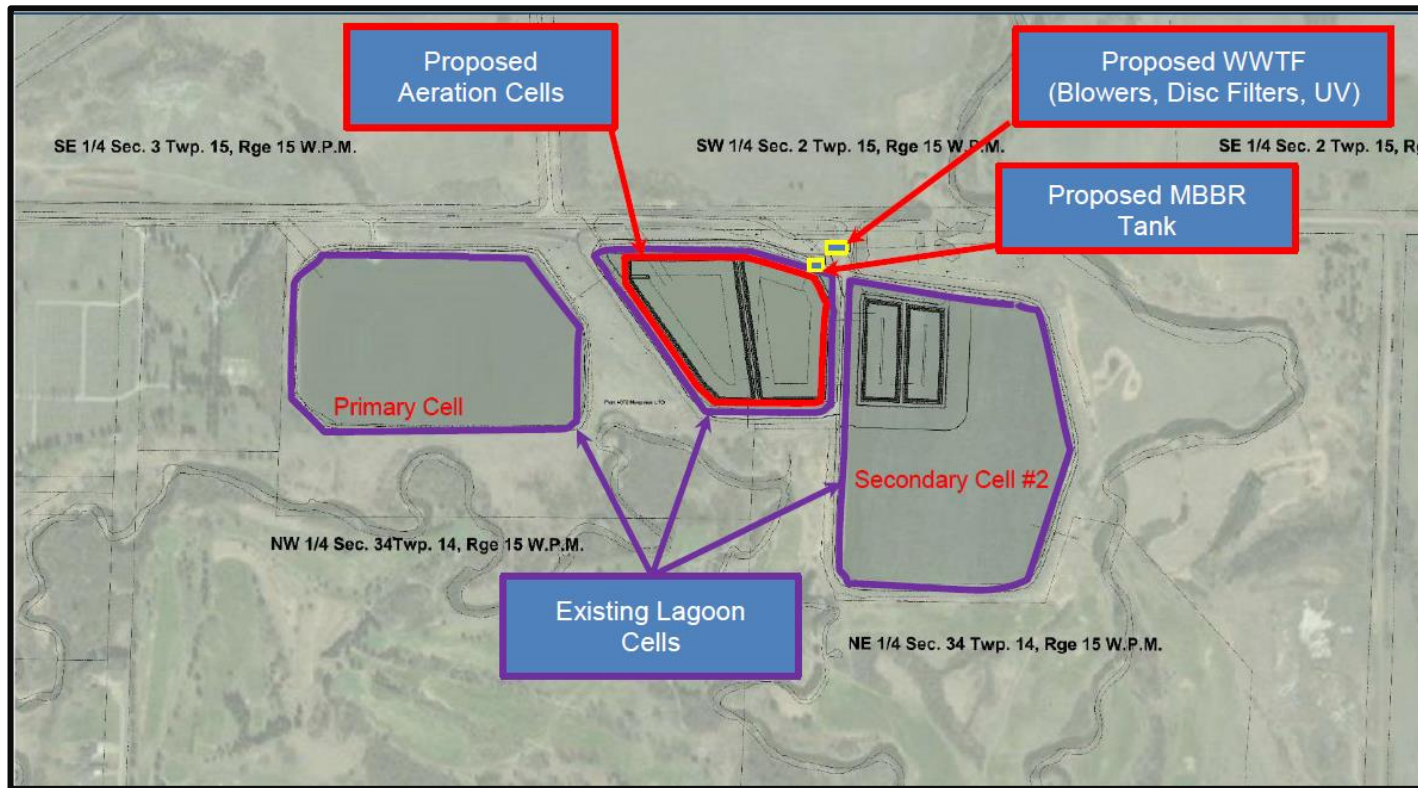 Proposed
Aeration Cells
Proposed WWTF
(Blowers, Disc Filters, UV)
SE 1/4 Sec. 3 Twp. 15, Rge 15 W.P.M.
SW 1/4 Sec. 2 Twp. 15, Rge 15 W.P.M.
SE 1/4 Sec. 2 Twp. 15, R
Proposed MBBR
Tank
Primary Cell
Secondary Cell #2
NW 1/4 Sec. 34Twp. 14, Rge 15 W.P.M.
Existing Lagoon
Cells
NE 1/4 Sec. 34 Twp. 14, Rge 15 W.P.M.